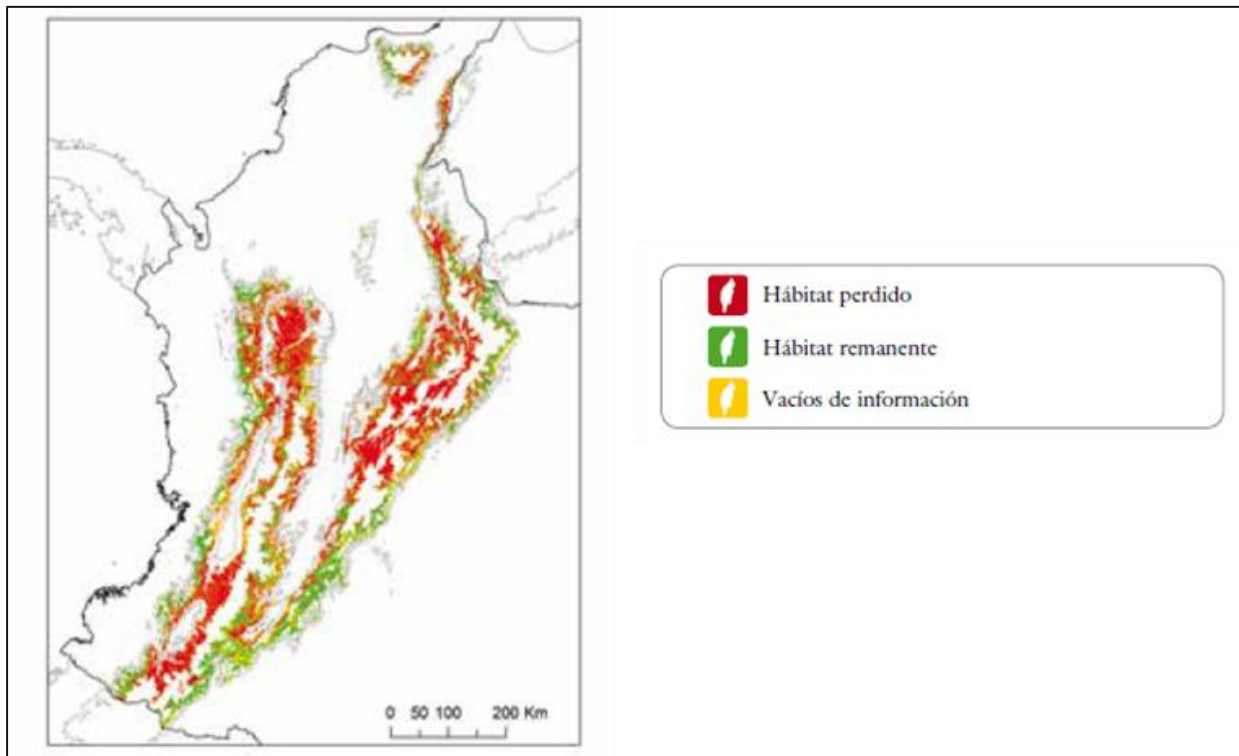 Hábitat perdido
Hábitat remanente
Vacíos de información
0 50 100 200 Km